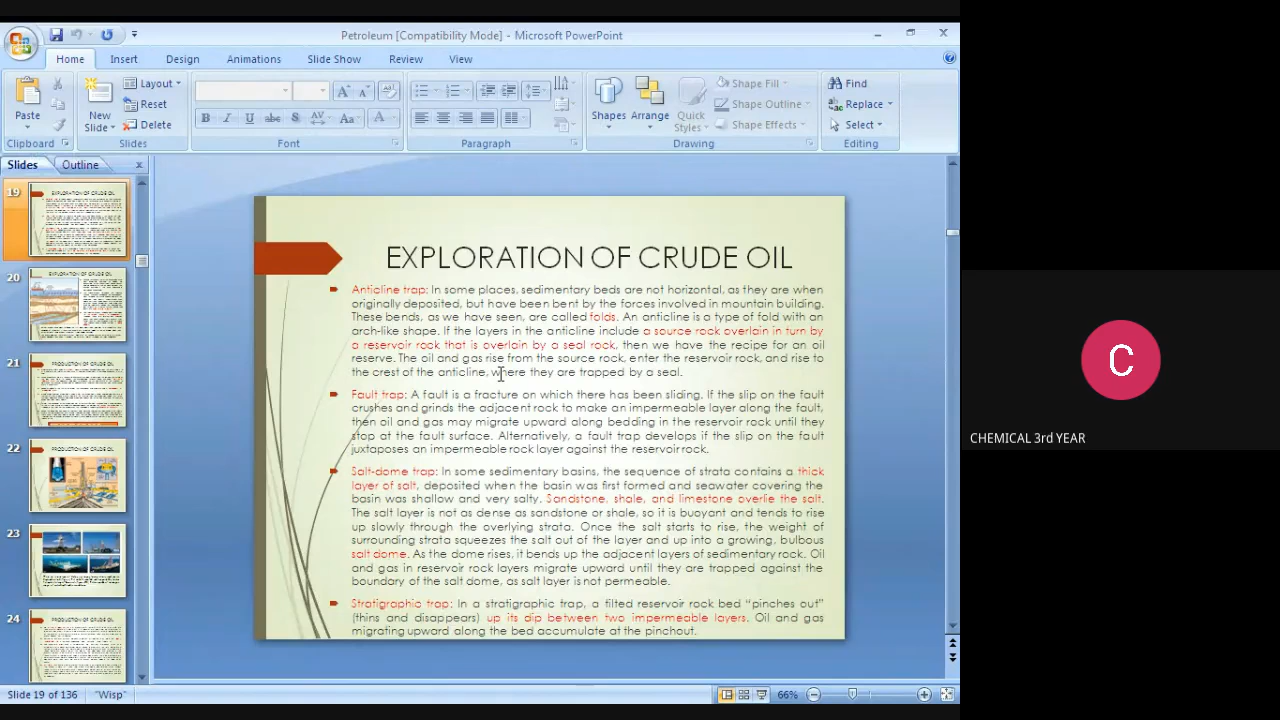 Petroleum [Compatibility Mode] - Microsoft PowerPoint
Home Insert Design Animations Slide Show Review View
Paste
New Slide
Layout
Reset
Delete
Shapes Arrange Quick Styles
Shape Fill
Shape Outline
Shape Effects
Find
Replace
Select
Clipboard Slides Font Paragraph Drawing Editing
Slides Outline
19
20
21
22
23
24
EXPLORATION OF CRUDE OIL
Anticline trap: In some places, sedimentary beds are not horizontal, as they are when
originally deposited, but have been bent by the forces involved in mountain building.
These bends, as we have seen, are called folds. An anticline is a type of fold with an
arch-like shape. If the layers in the anticline include a source rock overlain in turn by
a reservoir rock that is overlain by a seal rock, then we have the recipe for an oil
reserve. The oil and gas rise from the source rock, enter the reservoir rock, and rise to
the crest of the anticline, where they are trapped by a seal.
Fault trap: A fault is a fracture on which there has been sliding. If the slip on the fault
crushes and grinds the adjacent rock to make an impermeable layer along the fault,
then oil and gas may migrate upward along bedding in the reservoir rock until they
stop at the fault surface. Alternatively, a fault trap develops if the slip on the fault
juxtaposes an impermeable rock layer against the reservoir rock.
Salt-dome trap: In some sedimentary basins, the sequence of strata contains a thick
layer of salt, deposited when the basin was first formed and seawater covering the
basin was shallow and very salty. Sandstone, shale, and limestone overlie the salt.
The salt layer is not as dense as sandstone or shale, so it is buoyant and tends to rise
up slowly through the overlying strata. Once the salt starts to rise, the weight of
surrounding strata squeezes the salt out of the layer and up into a growing, bulbous
salt dome. As the dome rises, it bends up the adjacent layers of sedimentary rock. Oil
and gas in reservoir rock layers migrate upward until they are trapped against the
boundary of the salt dome, for salt layer is not permeable.
Stratigraphic trap: In a stratigraphic trap, a tilted reservoir rock bed "pinches out"
(thins and disappears) up its dip between two impermeable layers. Oil and gas
migrating upward along the bed accumulate at the pinchout.
Slide 19 of 136 "Wisp" 66%
C
CHEMICAL 3rd YEAR